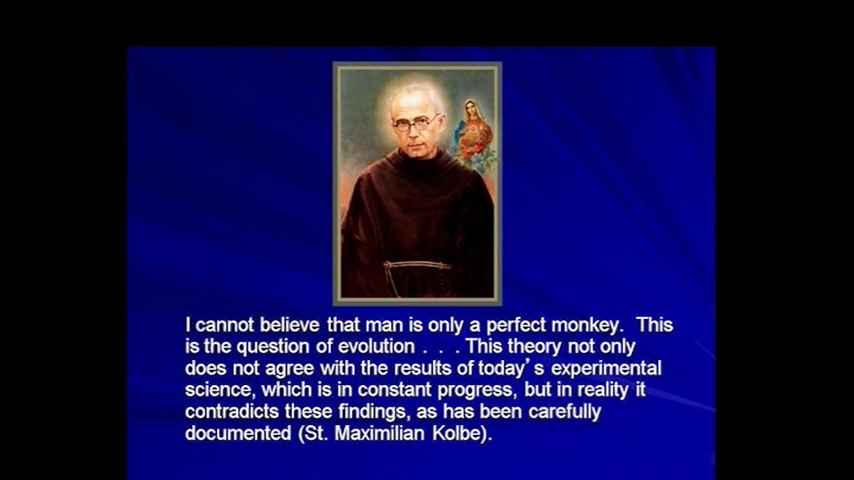 I cannot believe that man is only a perfect monkey.  This
is the question of evolution . . . This theory not only
does not agree with the results of today’s experimental
science, which is in constant progress, but in reality it
contradicts these findings, as has been carefully
documented (St. Maximilian Kolbe).